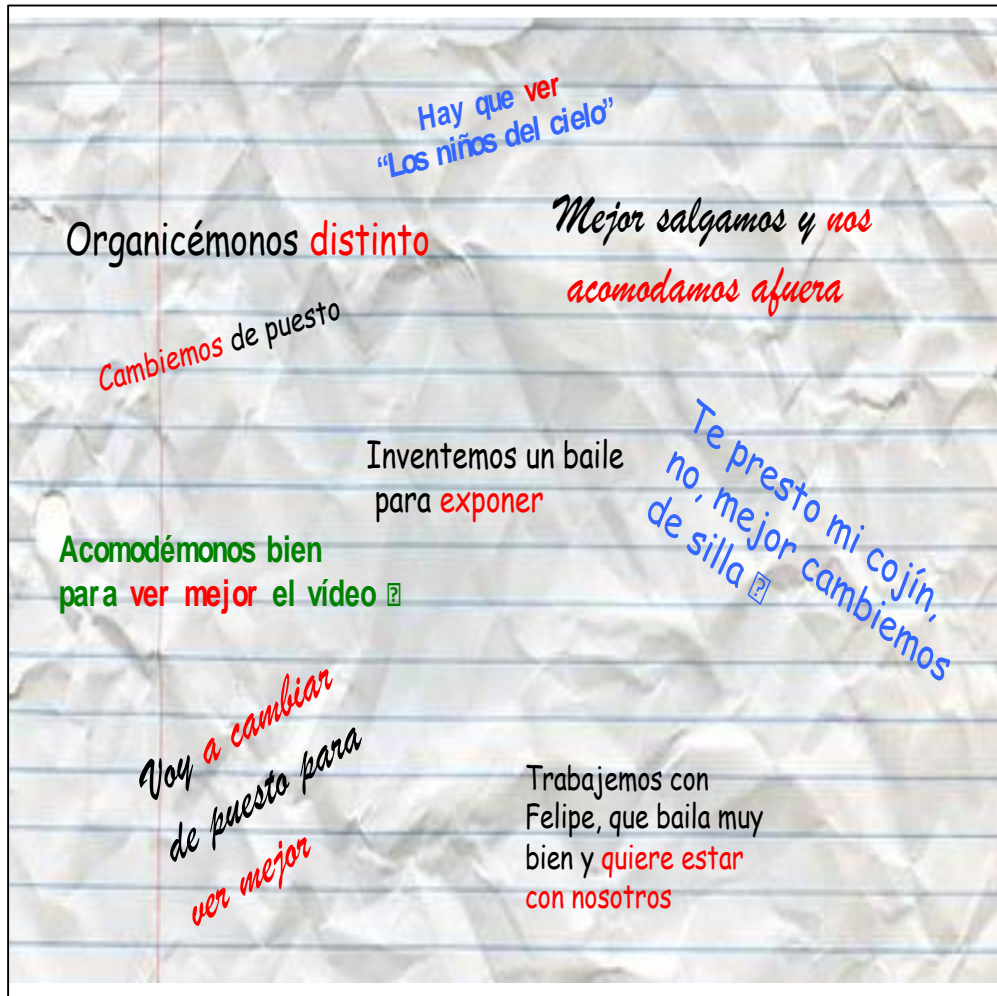 Hay que ver
“Los niños del cielo”
Organicémonos distinto
Mejor salgamos y nos
acomodamos afuera
Cambiemos de puesto
Te presto mi cojín,
no, mejor cambiemos
de silla
Inventemos un baile
para exponer
Acomodémonos bien
para ver mejor el vídeo
Voy a cambiar
de puesto para
ver mejor
Trabajemos con
Felipe, que baila muy
bien y quiere estar
con nosotros